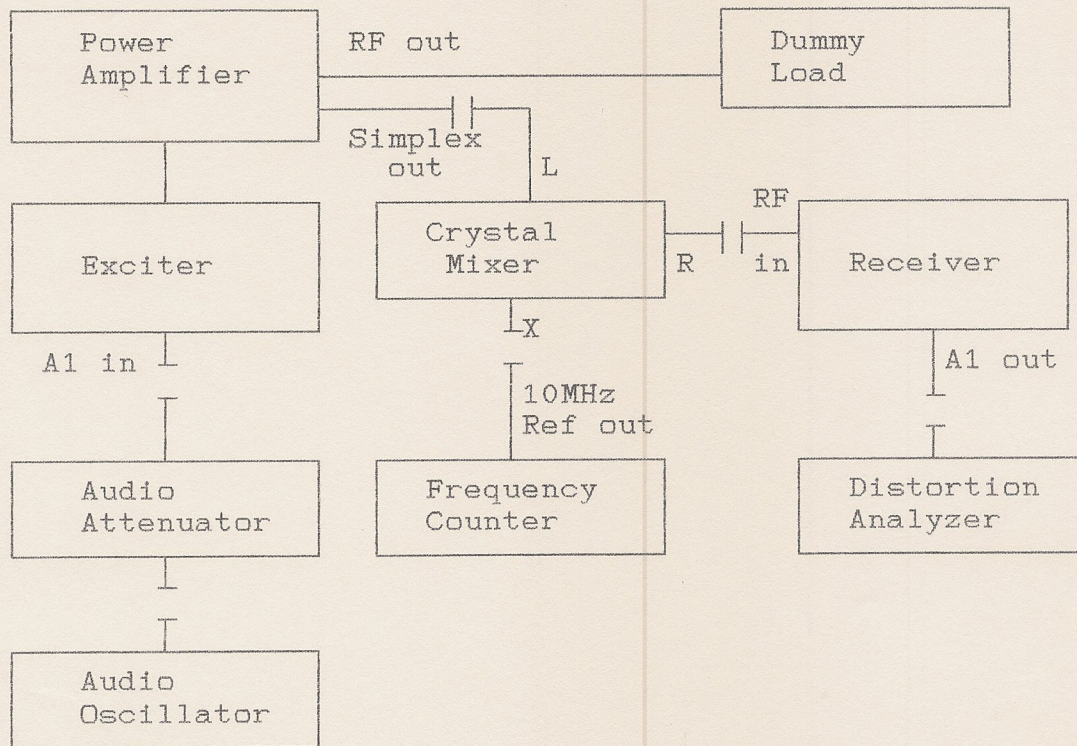 Power
Amplifier
RF out
Dummy
Load
Simplex
out
L
Exciter
Crystal
Mixer
R
RF
in
Receiver
A1 in
X
A1 out
10MHz
Ref out
Audio
Attenuator
Frequency
Counter
Distortion
Analyzer
Audio
Oscillator